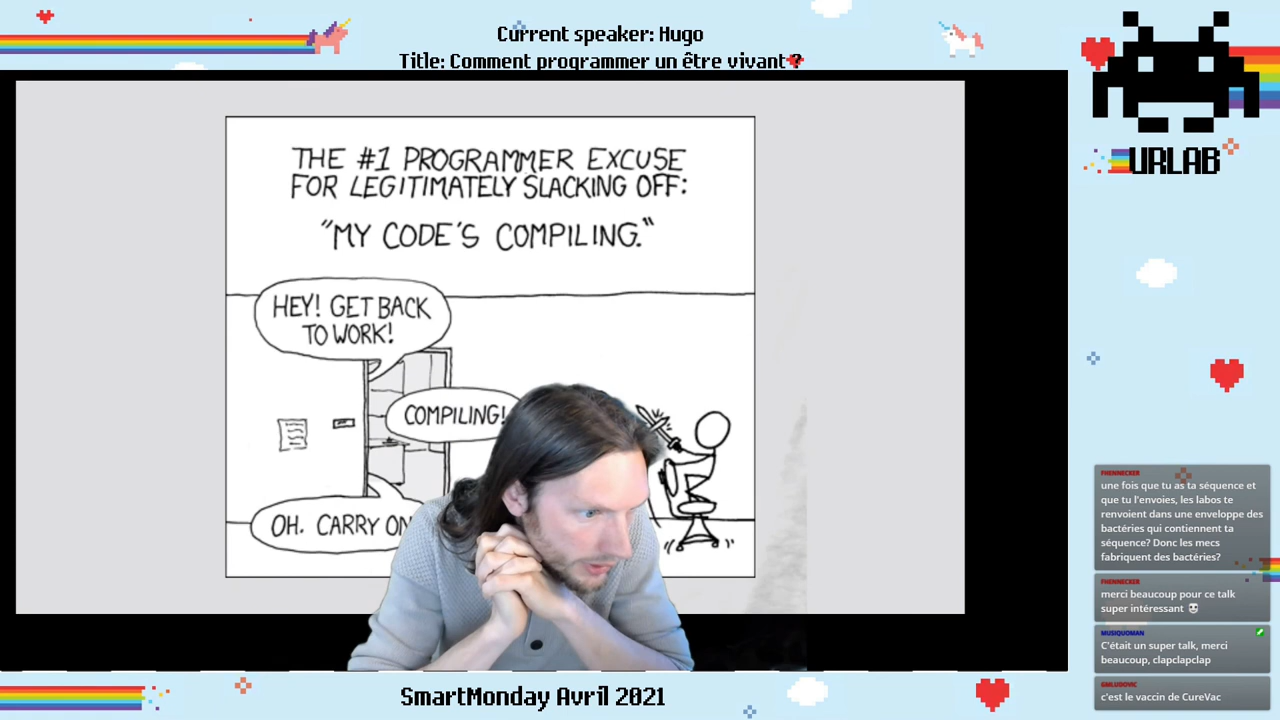 Current speaker: Hugo
Title: Comment programmer un être vivant ?
URLAB
THE #1 PROGRAMMER EXCUSE
FOR LEGITIMATELY SLACKING OFF:
"MY CODE'S COMPILING."
HEY! GET BACK
TO WORK!
COMPILING!
OH. CARRY ON
FHENNECKER
une fois que tu as ta séquence et
que tu l'envoies, les labos te
renvoient dans une enveloppe des
bactéries qui contiennent ta
séquence? Donc les mecs
fabriquent des bactéries?
FHENNECKER
merci beaucoup pour ce talk
super intéressant
MUSIQUOMAN
C'était un super talk, merci
beaucoup, clapclapclap
GMLUDOVIC
c'est le vaccin de CureVac
SmartMonday Avril 2021